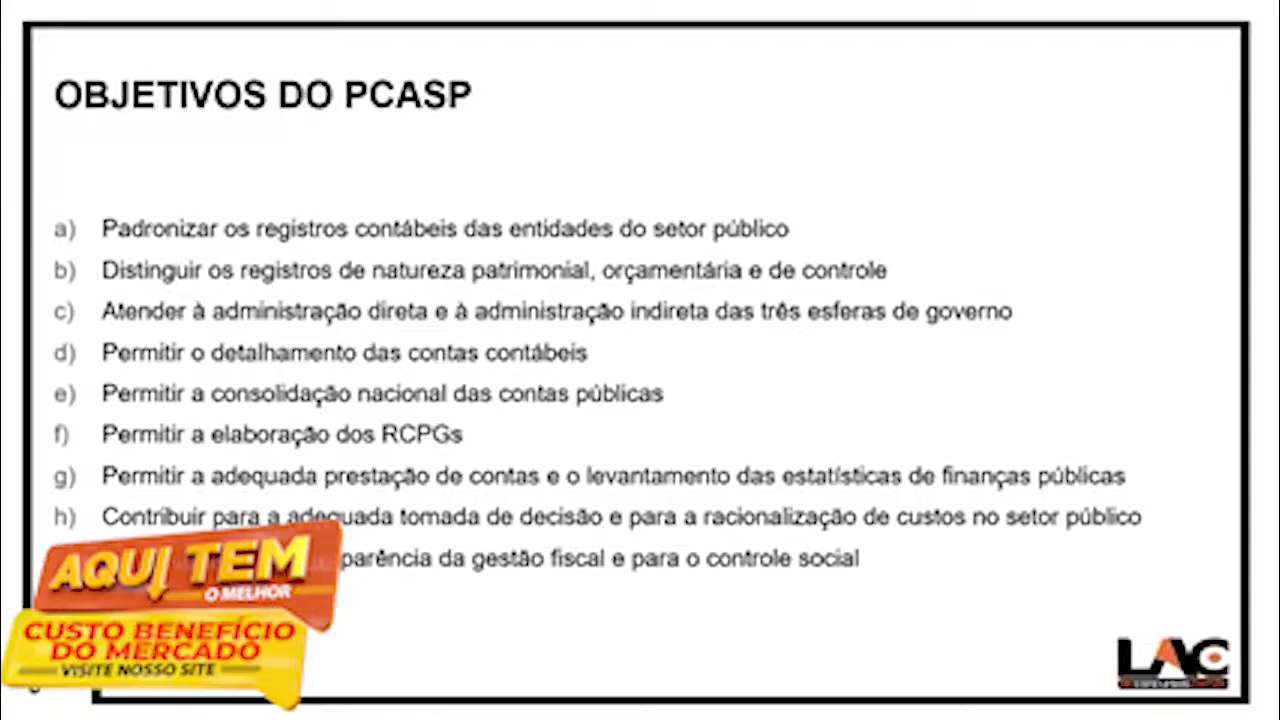 OBJETIVOS DO PCASP
a) Padronizar os registros contábeis das entidades do setor público
b) Distinguir os registros de natureza patrimonial, orçamentária e de controle
c) Atender à administração direta e à administração indireta das três esferas de governo
d) Permitir o detalhamento das contas contábeis
e) Permitir a consolidação nacional das contas públicas
f) Permitir a elaboração dos RCPGs
g) Permitir a adequada prestação de contas e o levantamento das estatísticas de finanças públicas
h) Contribuir para a adequada tomada de decisão e para a racionalização de custos no setor público
parência da gestão fiscal e para o controle social
AQUI TEM
O MELHOR
CUSTO BENEFÍCIO
DO MERCADO
VISITE NOSSO SITE
LAC